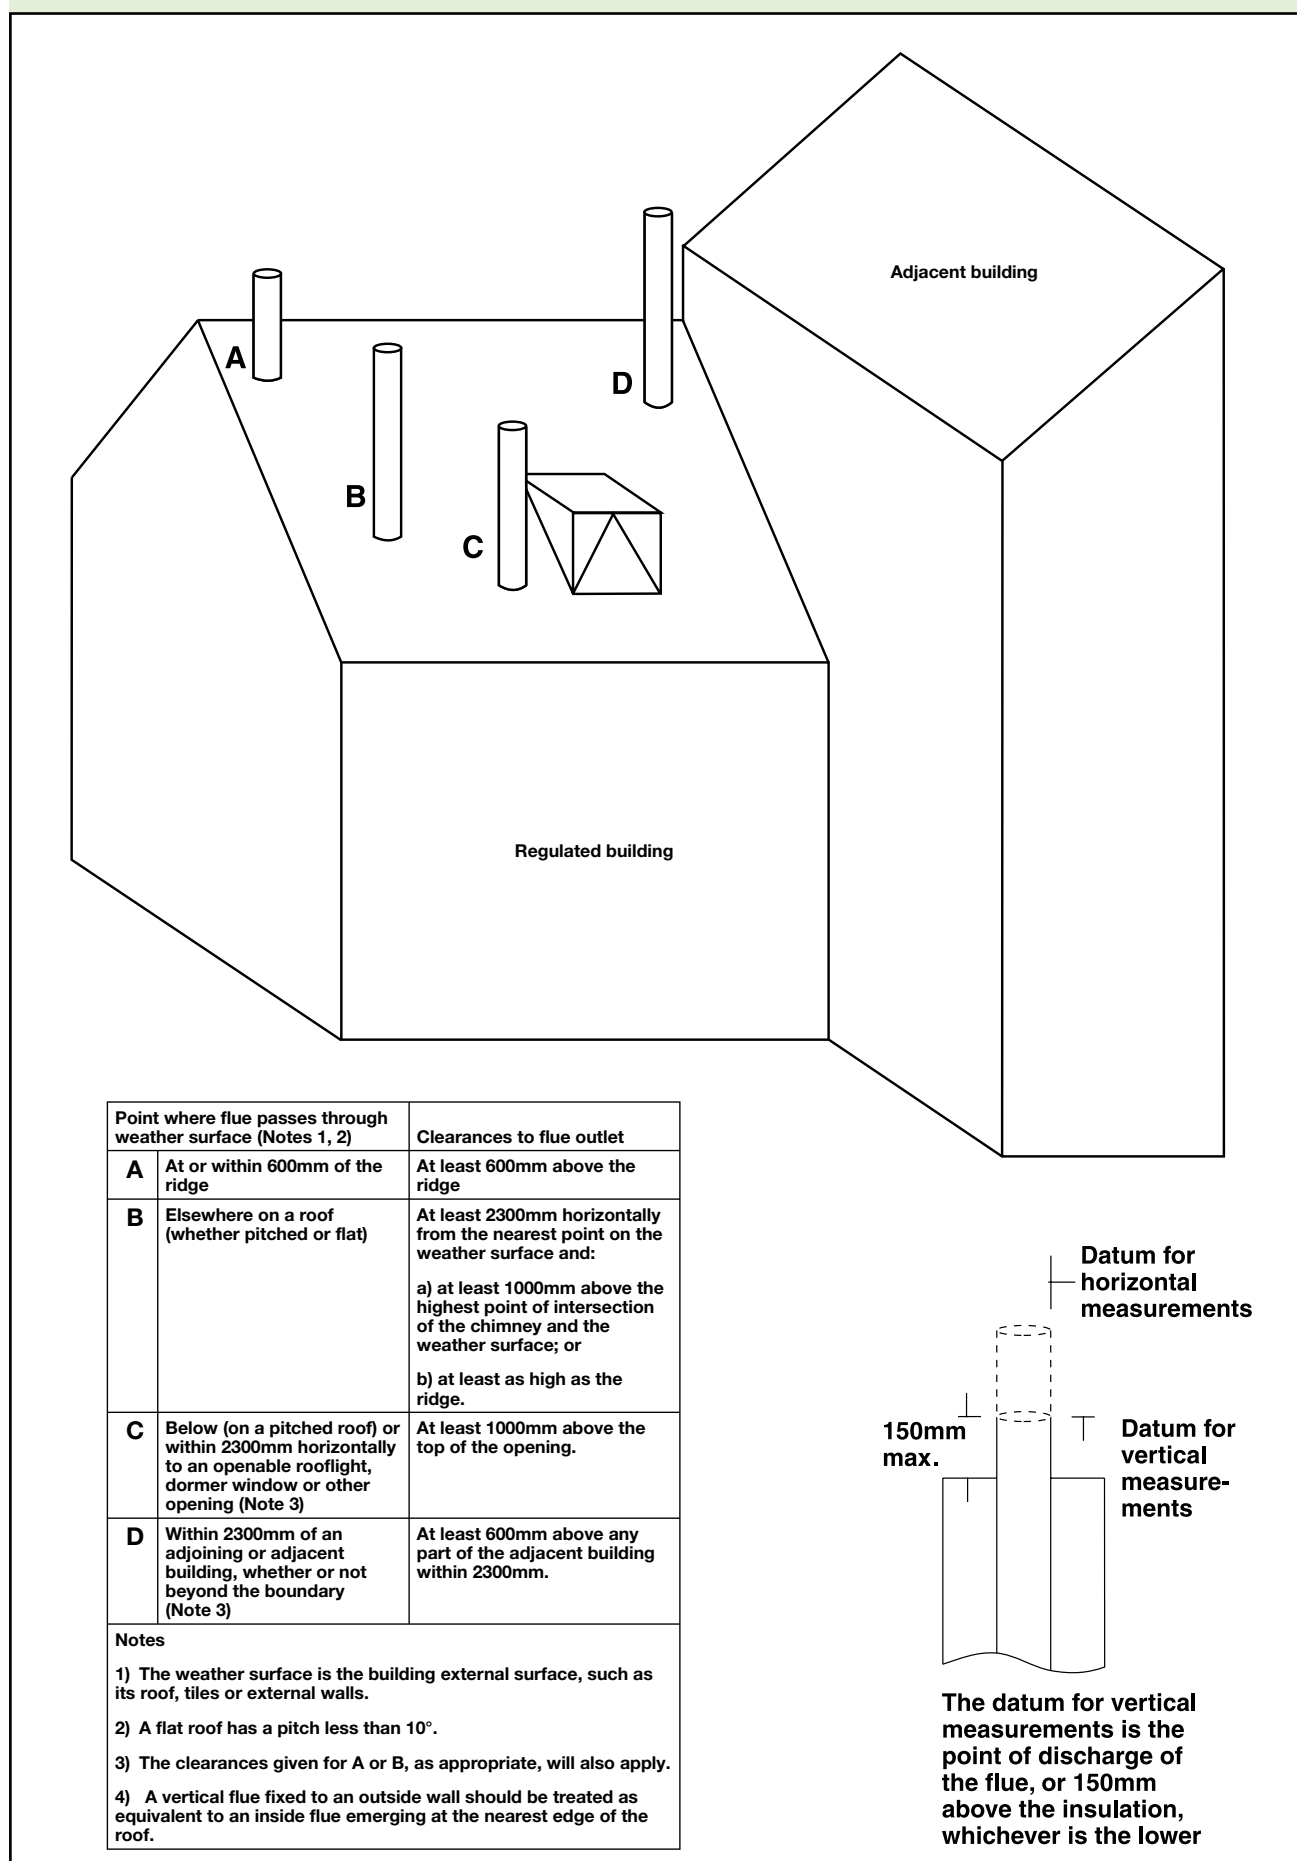 Adjacent building
A
D
B
C
Regulated building
Point where flue passes through
weather surface (Notes 1, 2)
Clearances to flue outlet
A
At or within 600mm of the
ridge
At least 600mm above the
ridge
B
Elsewhere on a roof
(whether pitched or flat)
At least 2300mm horizontally
from the nearest point on the
weather surface and:
a) at least 1000mm above the
highest point of intersection
of the chimney and the
weather surface; or
b) at least as high as the
ridge.
C
Below (on a pitched roof) or
within 2300mm horizontally
to an openable rooflight,
dormer window or other
opening (Note 3)
At least 1000mm above the
top of the opening.
D
Within 2300mm of an
adjoining or adjacent
building, whether or not
beyond the boundary
(Note 3)
At least 600mm above any
part of the adjacent building
within 2300mm.
Notes
1) The weather surface is the building external surface, such as
its roof, tiles or external walls.
2) A flat roof has a pitch less than 10°.
3) The clearances given for A or B, as appropriate, will also apply.
4) A vertical flue fixed to an outside wall should be treated as
equivalent to an inside flue emerging at the nearest edge of the
roof.
Datum for
horizontal
measurements
150mm
max.
Datum for
vertical
measure-
ments
The datum for vertical
measurements is the
point of discharge of
the flue, or 150mm
above the insulation,
whichever is the lower